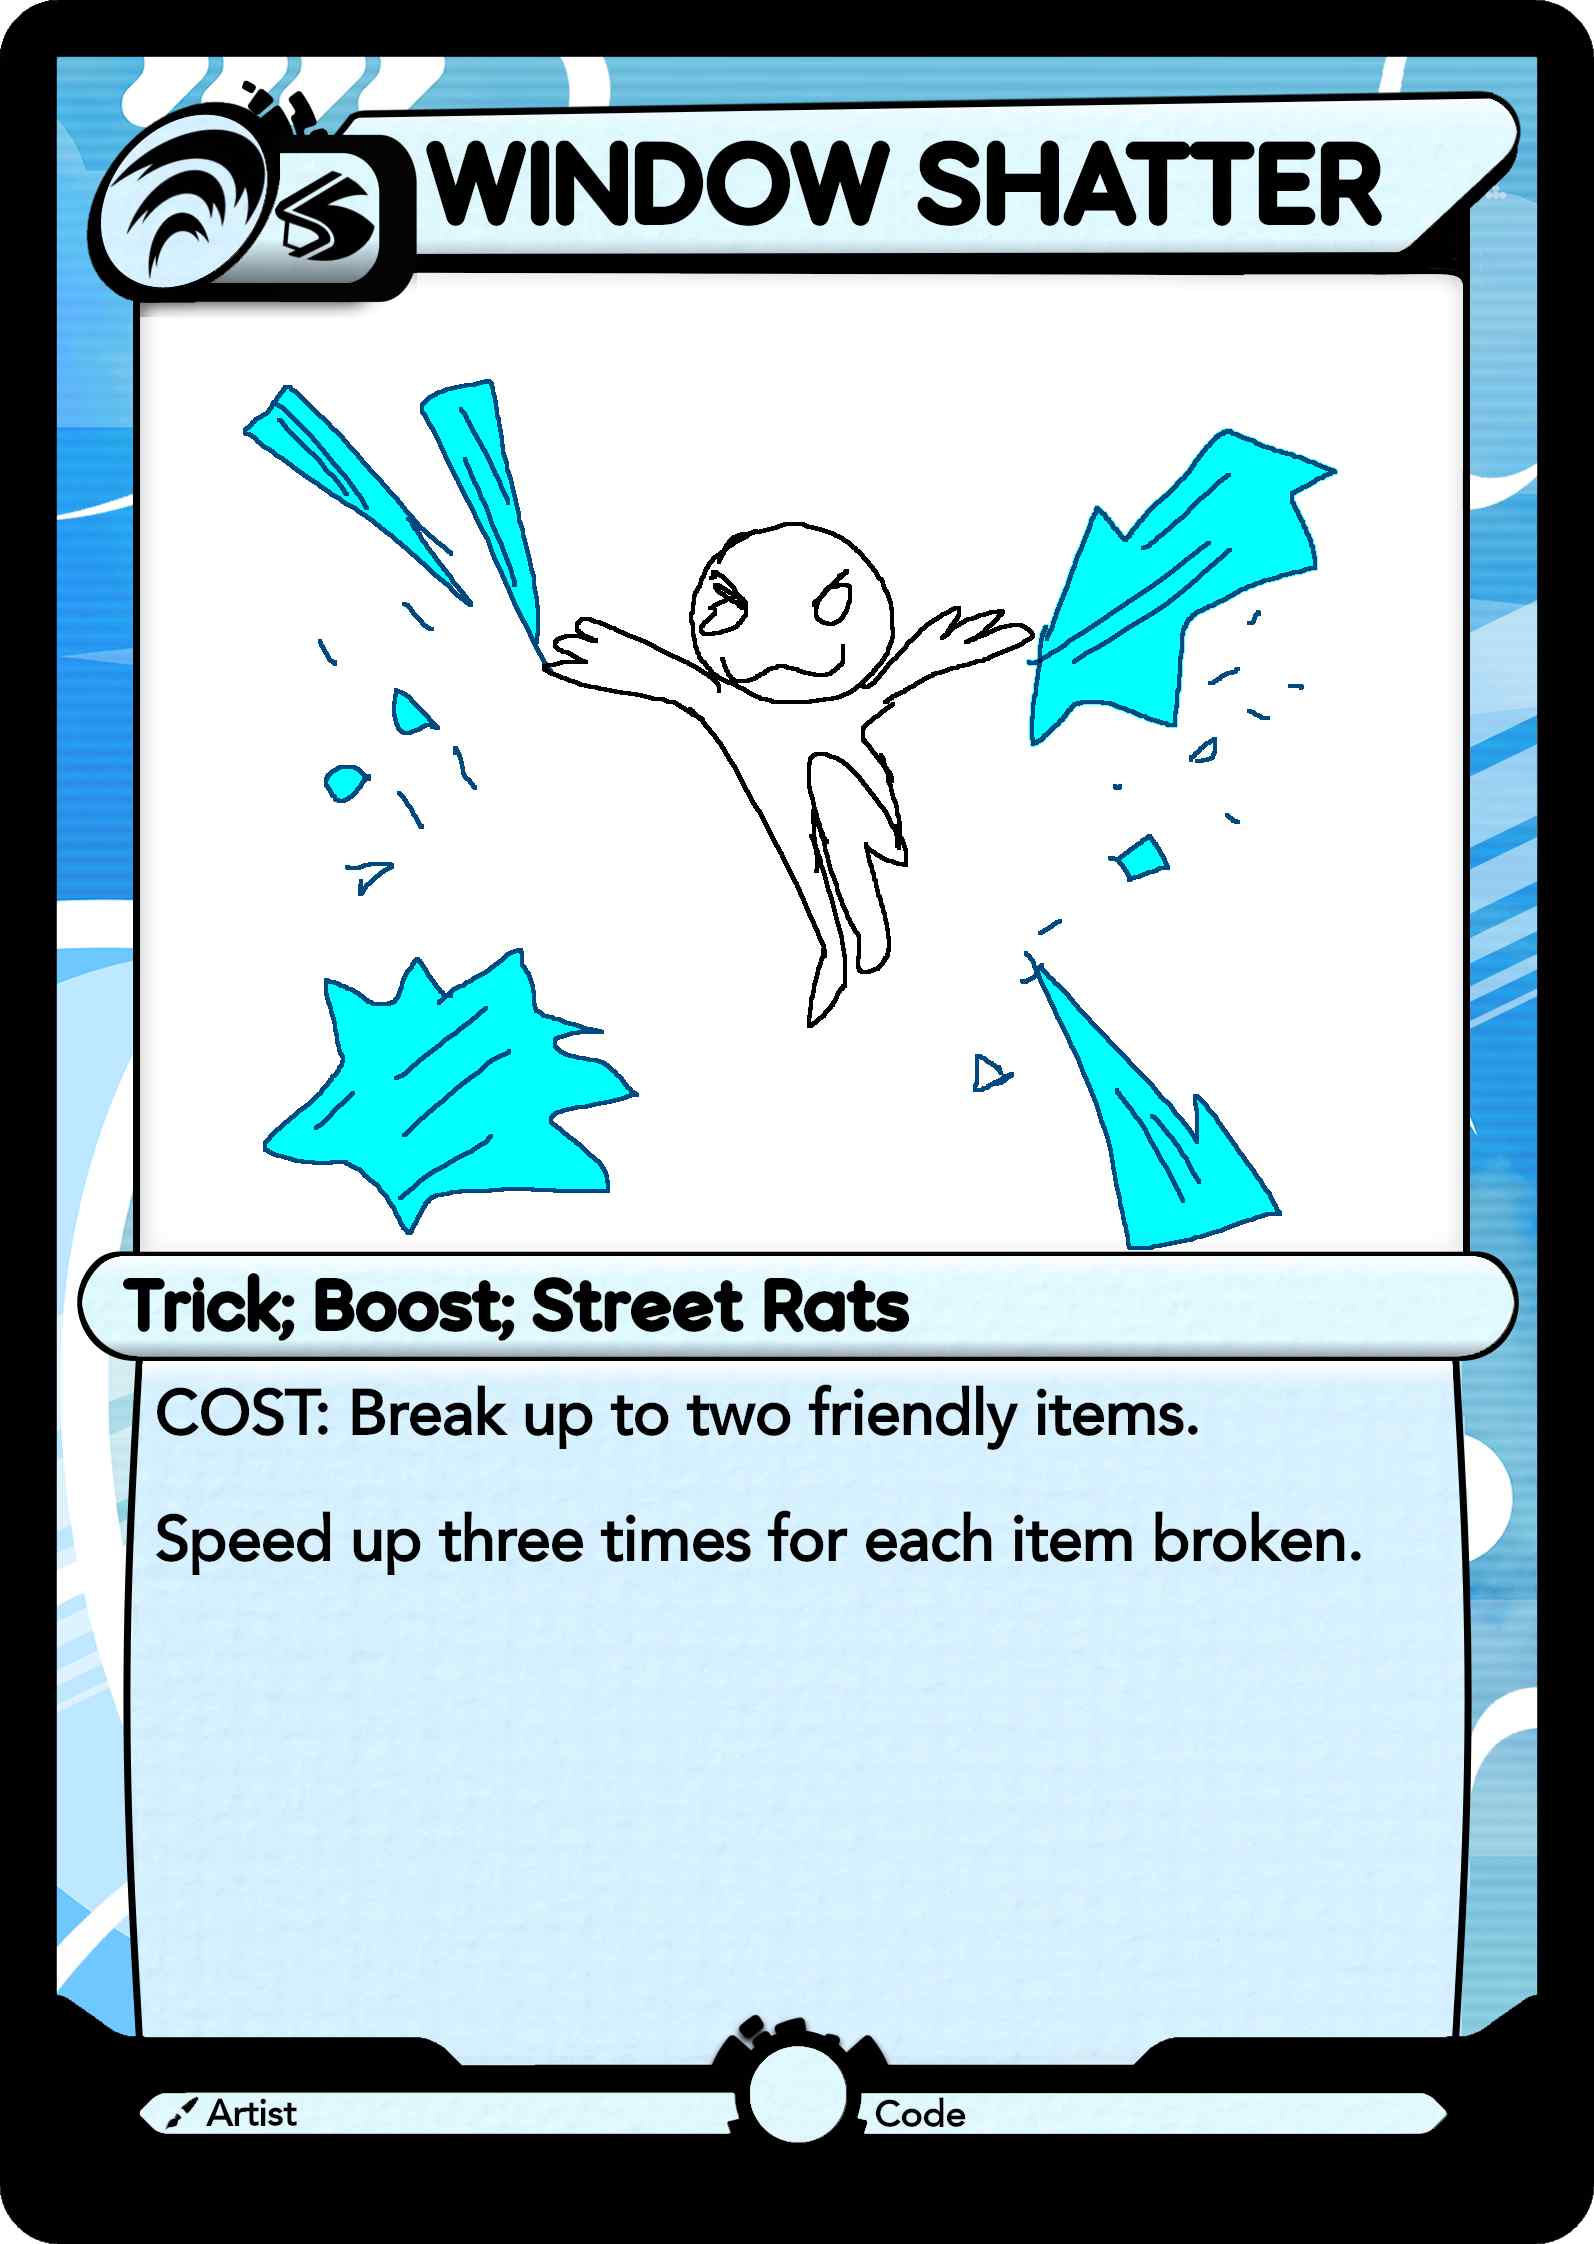 WINDOW SHATTER
Trick; Boost; Street Rats
COST: Break up to two friendly items.
Speed up three times for each item broken.
Artist
Code